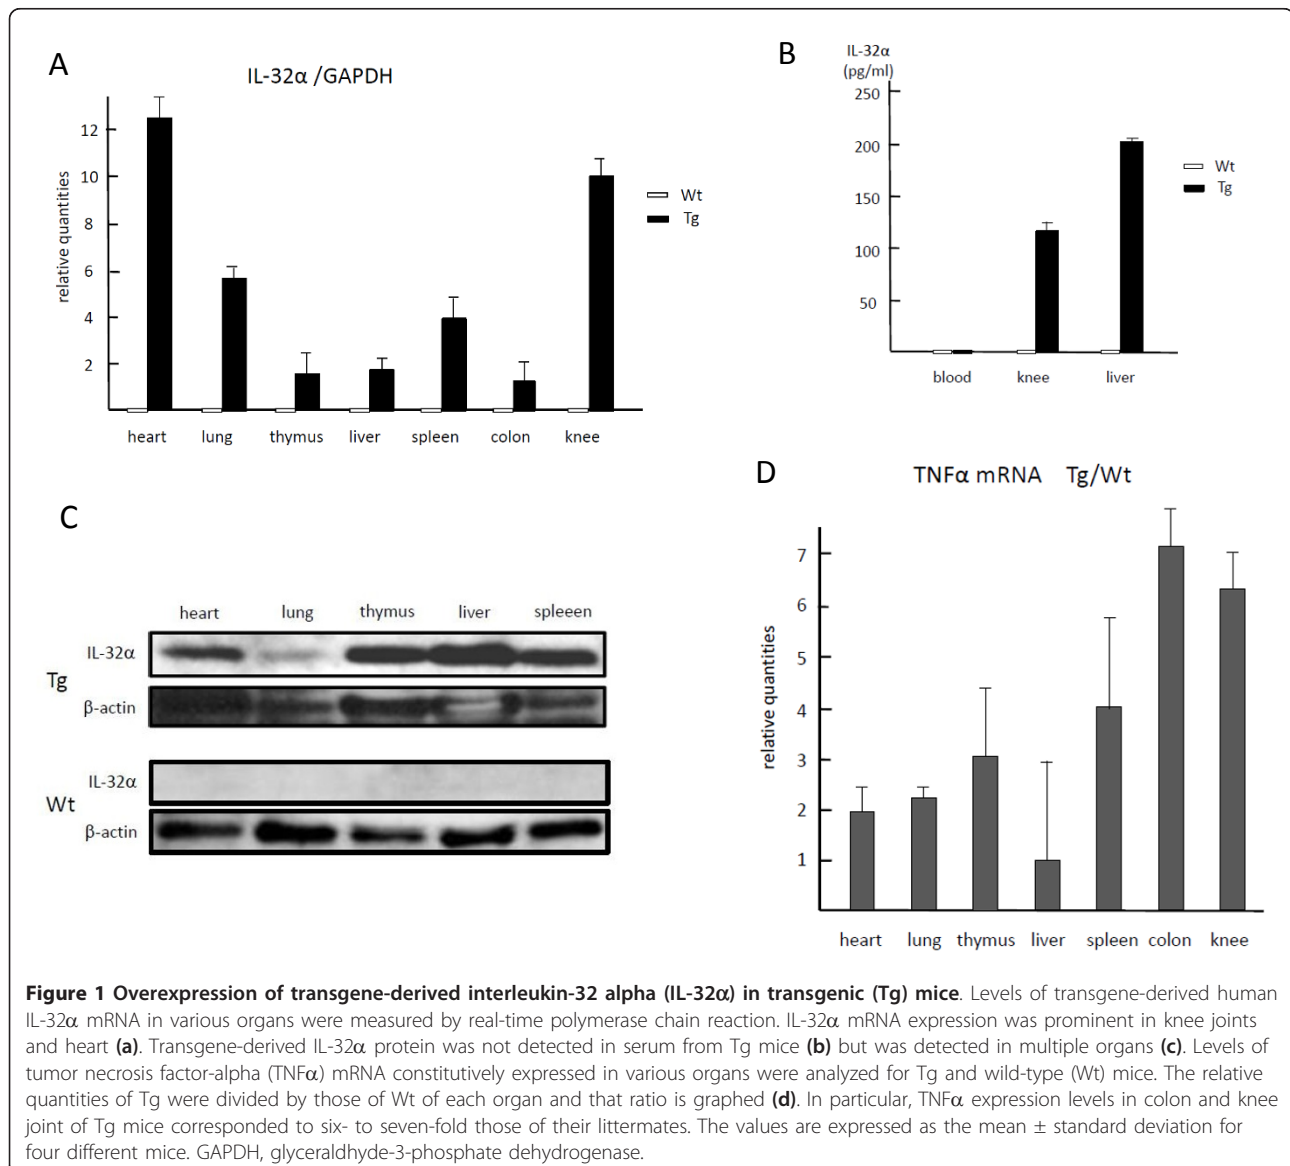 A
IL-32α /GAPDH
relative quantities
12
10
8
6
4
2
heart lung thymus liver spleen colon knee
Wt
Tg
B
IL-32α
(pg/ml)
250
200
150
100
50
blood knee liver
Wt
Tg
C
heart lung thymus liver spleeen
Tg
IL-32α
β-actin
Wt
IL-32α
β-actin
D
TNFα mRNA Tg/Wt
relative quantities
7
6
5
4
3
2
1
heart lung thymus liver spleen colon knee
Figure 1 Overexpression of transgene-derived interleukin-32 alpha (IL-32α) in transgenic (Tg) mice. Levels of transgene-derived human
IL-32α mRNA in various organs were measured by real-time polymerase chain reaction. IL-32α mRNA expression was prominent in knee joints
and heart (a). Transgene-derived IL-32α protein was not detected in serum from Tg mice (b) but was detected in multiple organs (c). Levels of
tumor necrosis factor-alpha (TNFα) mRNA constitutively expressed in various organs were analyzed for Tg and wild-type (Wt) mice. The relative
quantities of Tg were divided by those of Wt of each organ and that ratio is graphed (d). In particular, TNFα expression levels in colon and knee
joint of Tg mice corresponded to six- to seven-fold those of their littermates. The values are expressed as the mean ± standard deviation for
four different mice. GAPDH, glyceraldhyde-3-phosphate dehydrogenase.